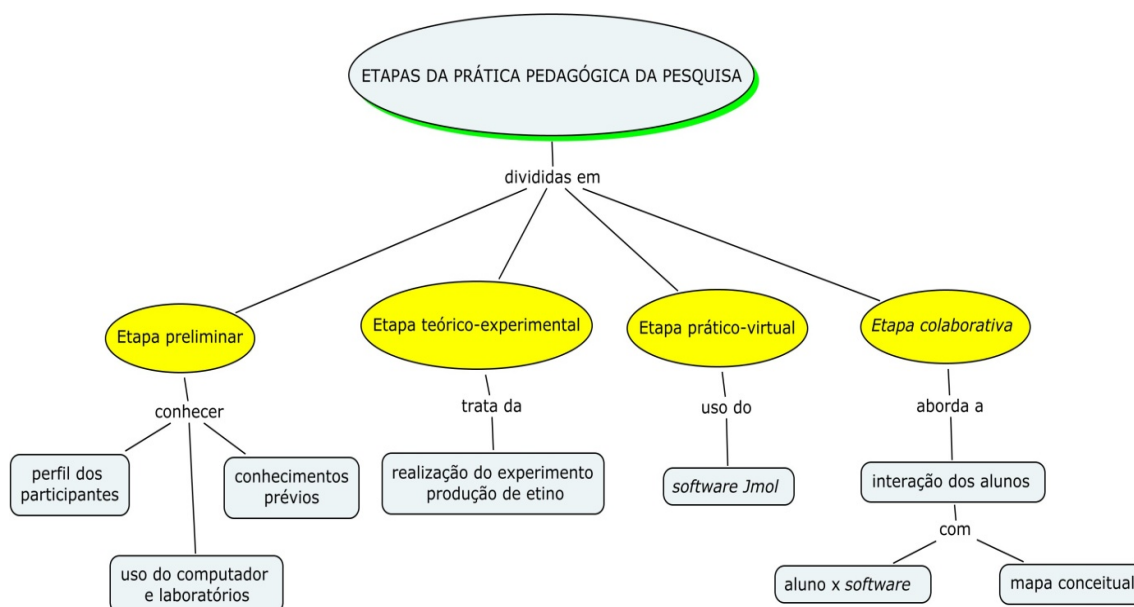 ETAPAS DA PRÁTICA PEDAGÓGICA DA PESQUISA
divididas em
Etapa preliminar
Etapa teórico-experimental
Etapa prático-virtual
Etapa colaborativa
conhecer
trata da
uso do
aborda a
perfil dos
participantes
conhecimentos
prévios
uso do computador
e laboratórios
realização do experimento
produção de etino
software Jmol
interação dos alunos
com
aluno x software
mapa conceitual